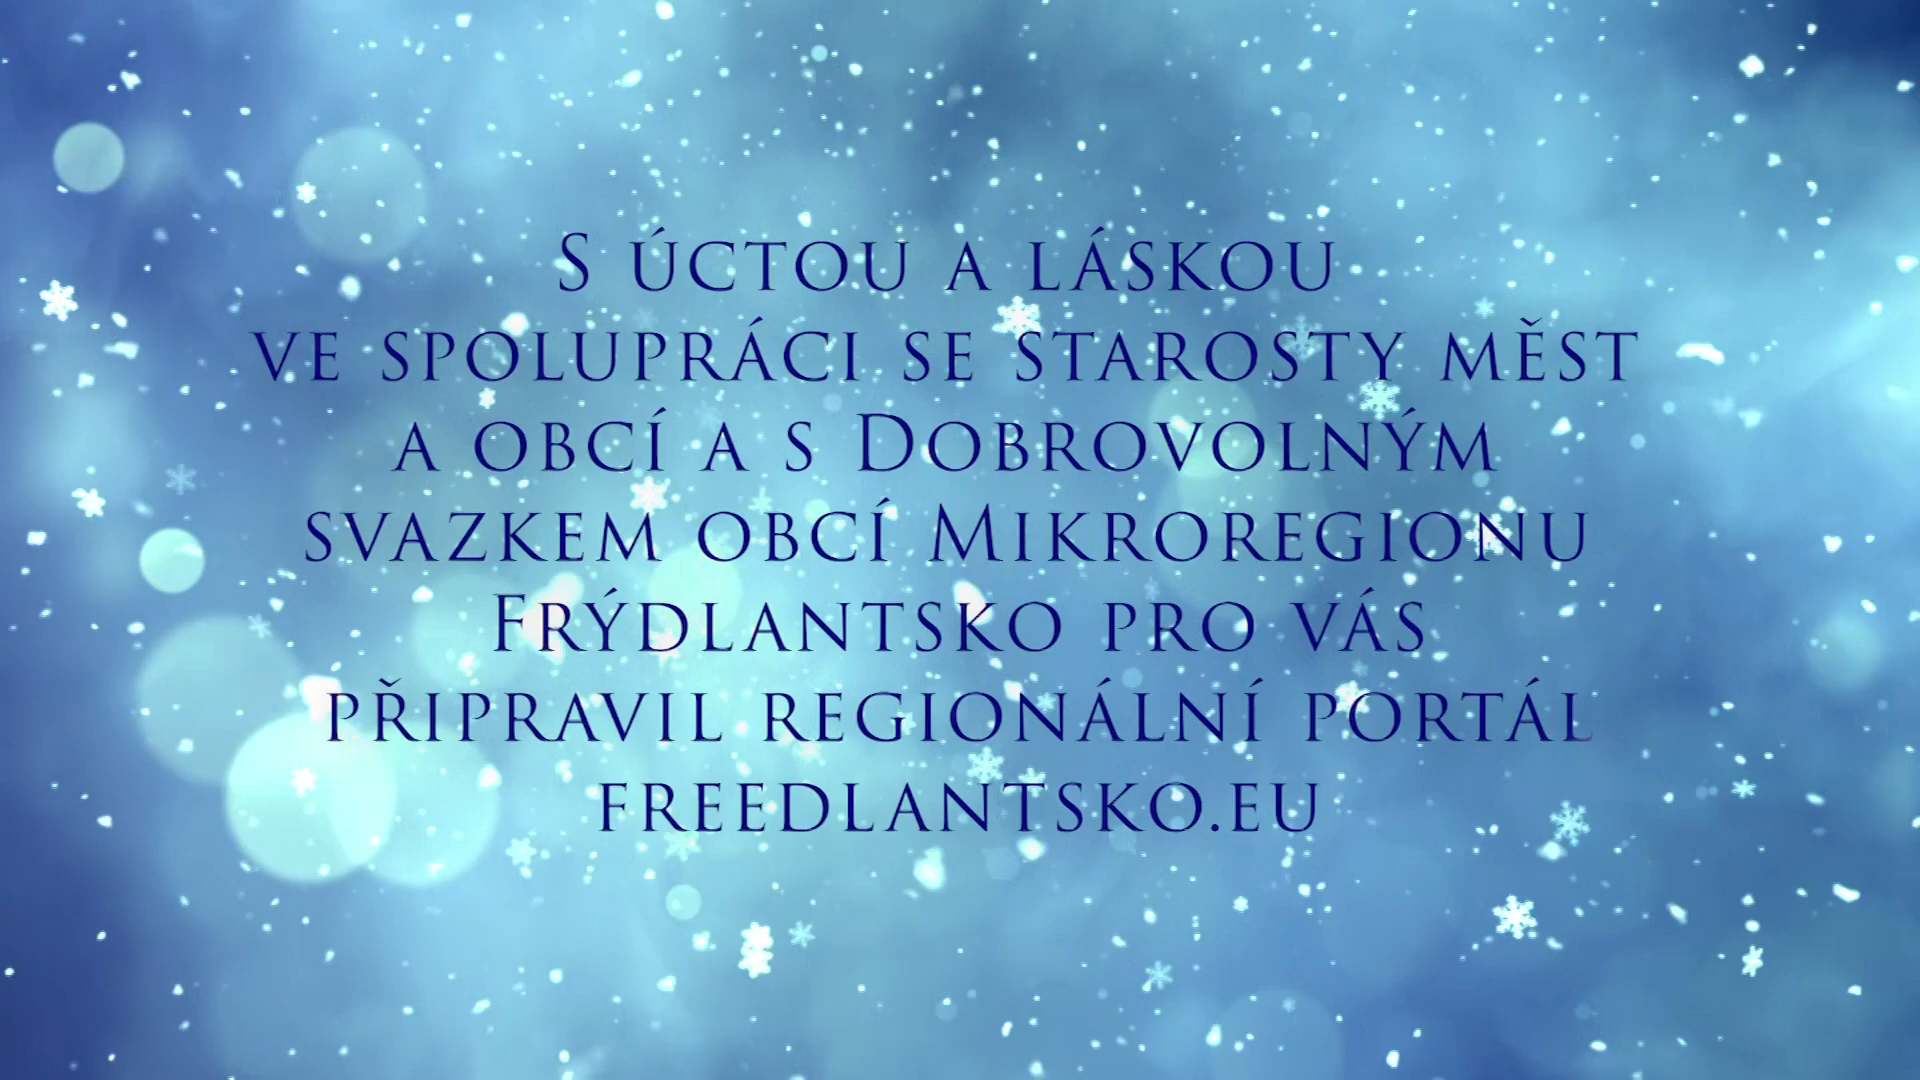 S úctou a láskou
ve spolupráci se starosty měst
a obcí a s Dobrovolným
svazkem obcí Mikroregionu
Frýdlantsko pro vás
připravil regionální portál
freedlantsko.eu